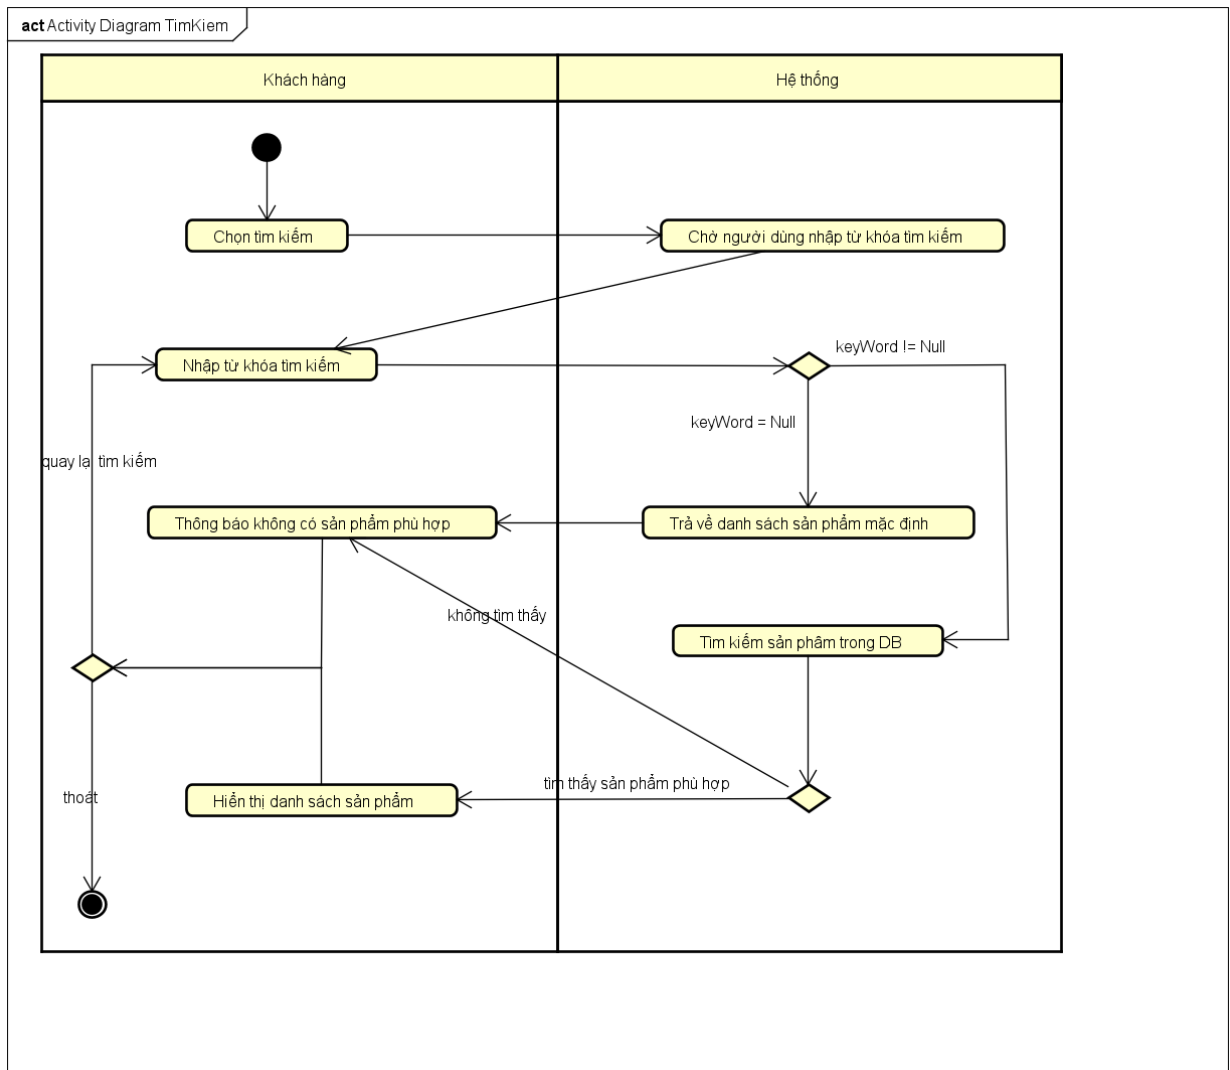 act Activity Diagram TimKiem
Khách hàng
Hệ thống
Chọn tìm kiếm
Chờ người dùng nhập từ khóa tìm kiếm
keyWord != Null
Nhập từ khóa tìm kiếm
keyWord = Null
quay lạ tìm kiếm
Thông báo không có sản phẩm phù hợp
Trả về danh sách sản phẩm mặc định
không tìm thấy
Tìm kiếm sản phâm trong DB
tìm thấy sản phẩm phù hợp
thoát
Hiển thị danh sách sản phẩm